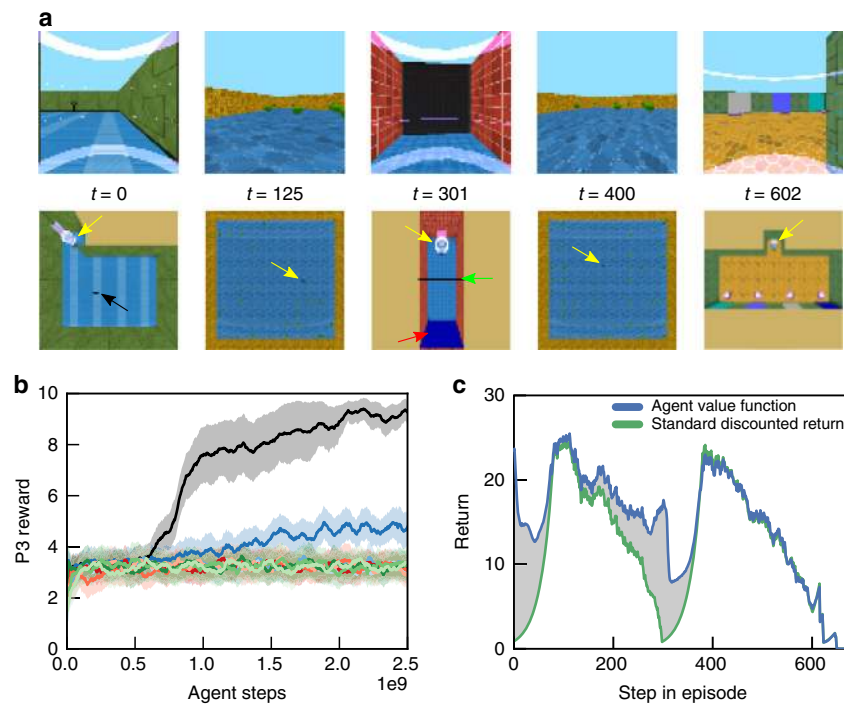 a
t = 0
t = 125
t = 301
t = 400
t = 602
b
P3 reward
10
8
6
4
2
0
0.0
0.5
1.0
1.5
2.0
2.5
1e9
Agent steps
c
Return
30
20
10
0
Agent value function
Standard discounted return
0
200
400
600
Step in episode